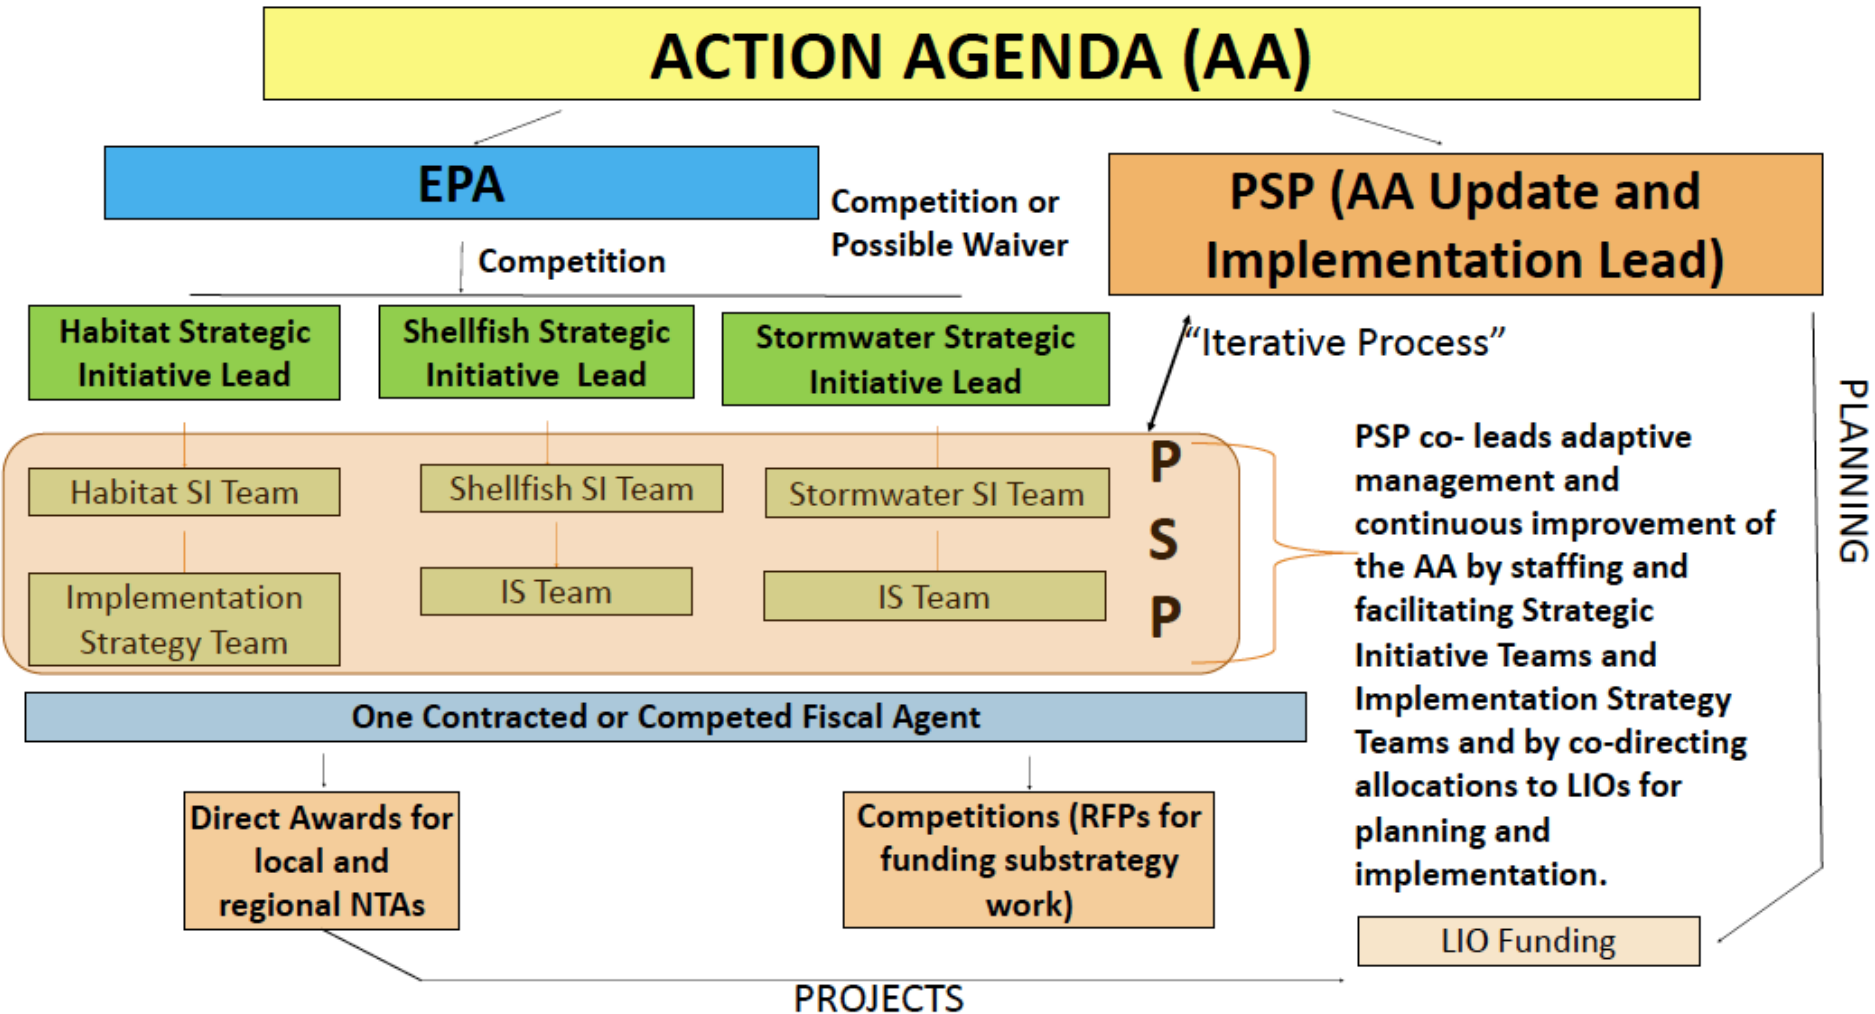 ACTION AGENDA (AA)
EPA
Competition or
Possible Waiver
PSP (AA Update and
Implementation Lead)
Competition
Habitat Strategic
Initiative Lead
Shellfish Strategic
Initiative Lead
Stormwater Strategic
Initiative Lead
“Iterative Process”
PLANNING
Habitat SI Team
Shellfish SI Team
Stormwater SI Team
Implementation
Strategy Team
IS Team
IS Team
P
S
P
PSP co- leads adaptive
management and
continuous improvement of
the AA by staffing and
facilitating Strategic
Initiative Teams and
Implementation Strategy
Teams and by co-directing
allocations to LIOs for
planning and
implementation.
One Contracted or Competed Fiscal Agent
Direct Awards for
local and
regional NTAs
Competitions (RFPs for
funding substrategy
work)
LIO Funding
PROJECTS